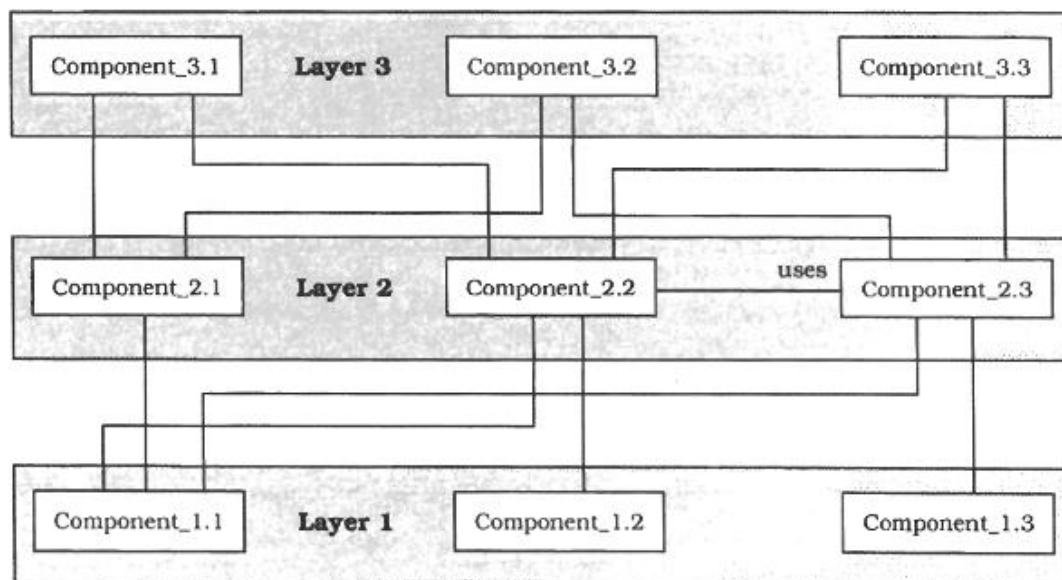 Component_3.1 Layer 3 Component_3.2 Component_3.3
uses
Component_2.1 Layer 2 Component_2.2 Component_2.3
Component_1.1 Layer 1 Component_1.2 Component_1.3